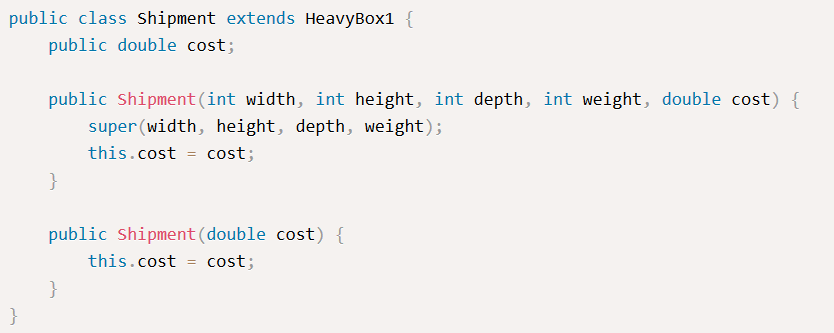 public class Shipment extends HeavyBox1 {
    public double cost;

    public Shipment(int width, int height, int depth, int weight, double cost) {
        super(width, height, depth, weight);
        this.cost = cost;
    }

    public Shipment(double cost) {
        this.cost = cost;
    }
}